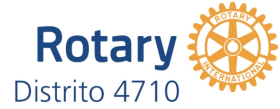 Rotary
Distrito 4710
ROTARY
INTERNATIONAL